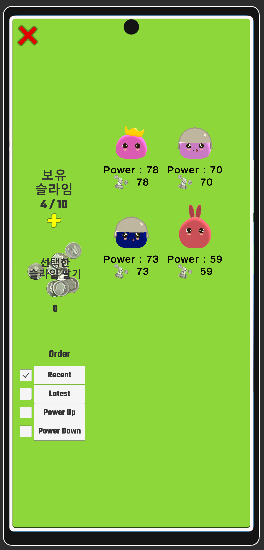 Power : 78
78
Power : 70
70
보유
슬라임
4 / 10
Power : 73
73
Power : 59
59
선택한
슬라임 팔기
0
Order
Recent
Latest
Power Up
Power Down